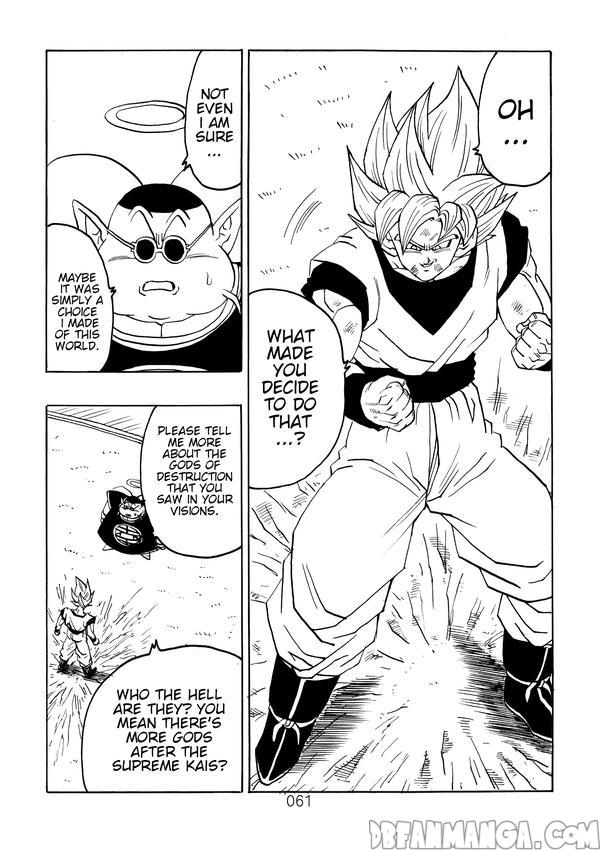 OH
...
WHAT
MADE
YOU
DECIDE
TO DO
THAT
...?
NOT
EVEN
I AM
SURE
...
MAYBE
IT WAS
SIMPLY A
CHOICE
I MADE
OF THIS
WORLD.
PLEASE TELL
ME MORE
ABOUT THE
GODS OF
DESTRUCTION
THAT YOU
SAW IN YOUR
VISIONS.
WHO THE HELL
ARE THEY? YOU
MEAN THERE'S
MORE GODS
AFTER THE
SUPREME KAIS?
061
DBFANMANGA.COM